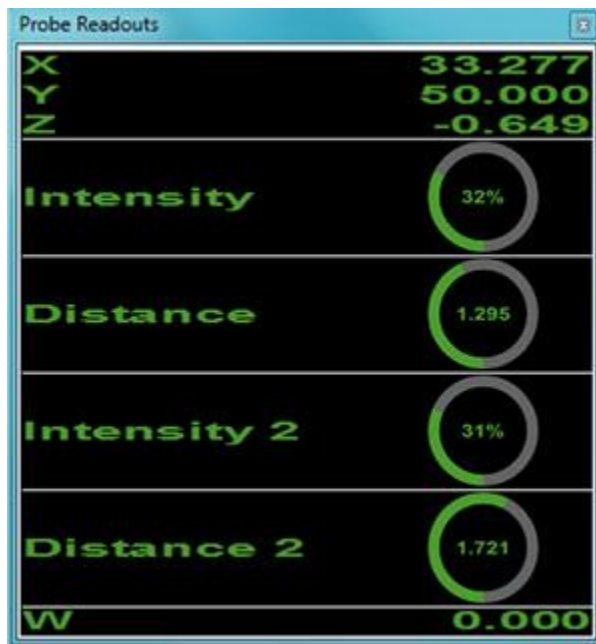 Probe Readouts
X 33.277
Y 50.000
Z -0.649
Intensity 32%
Distance 1.295
Intensity 2 31%
Distance 2 1.721
W 0.000